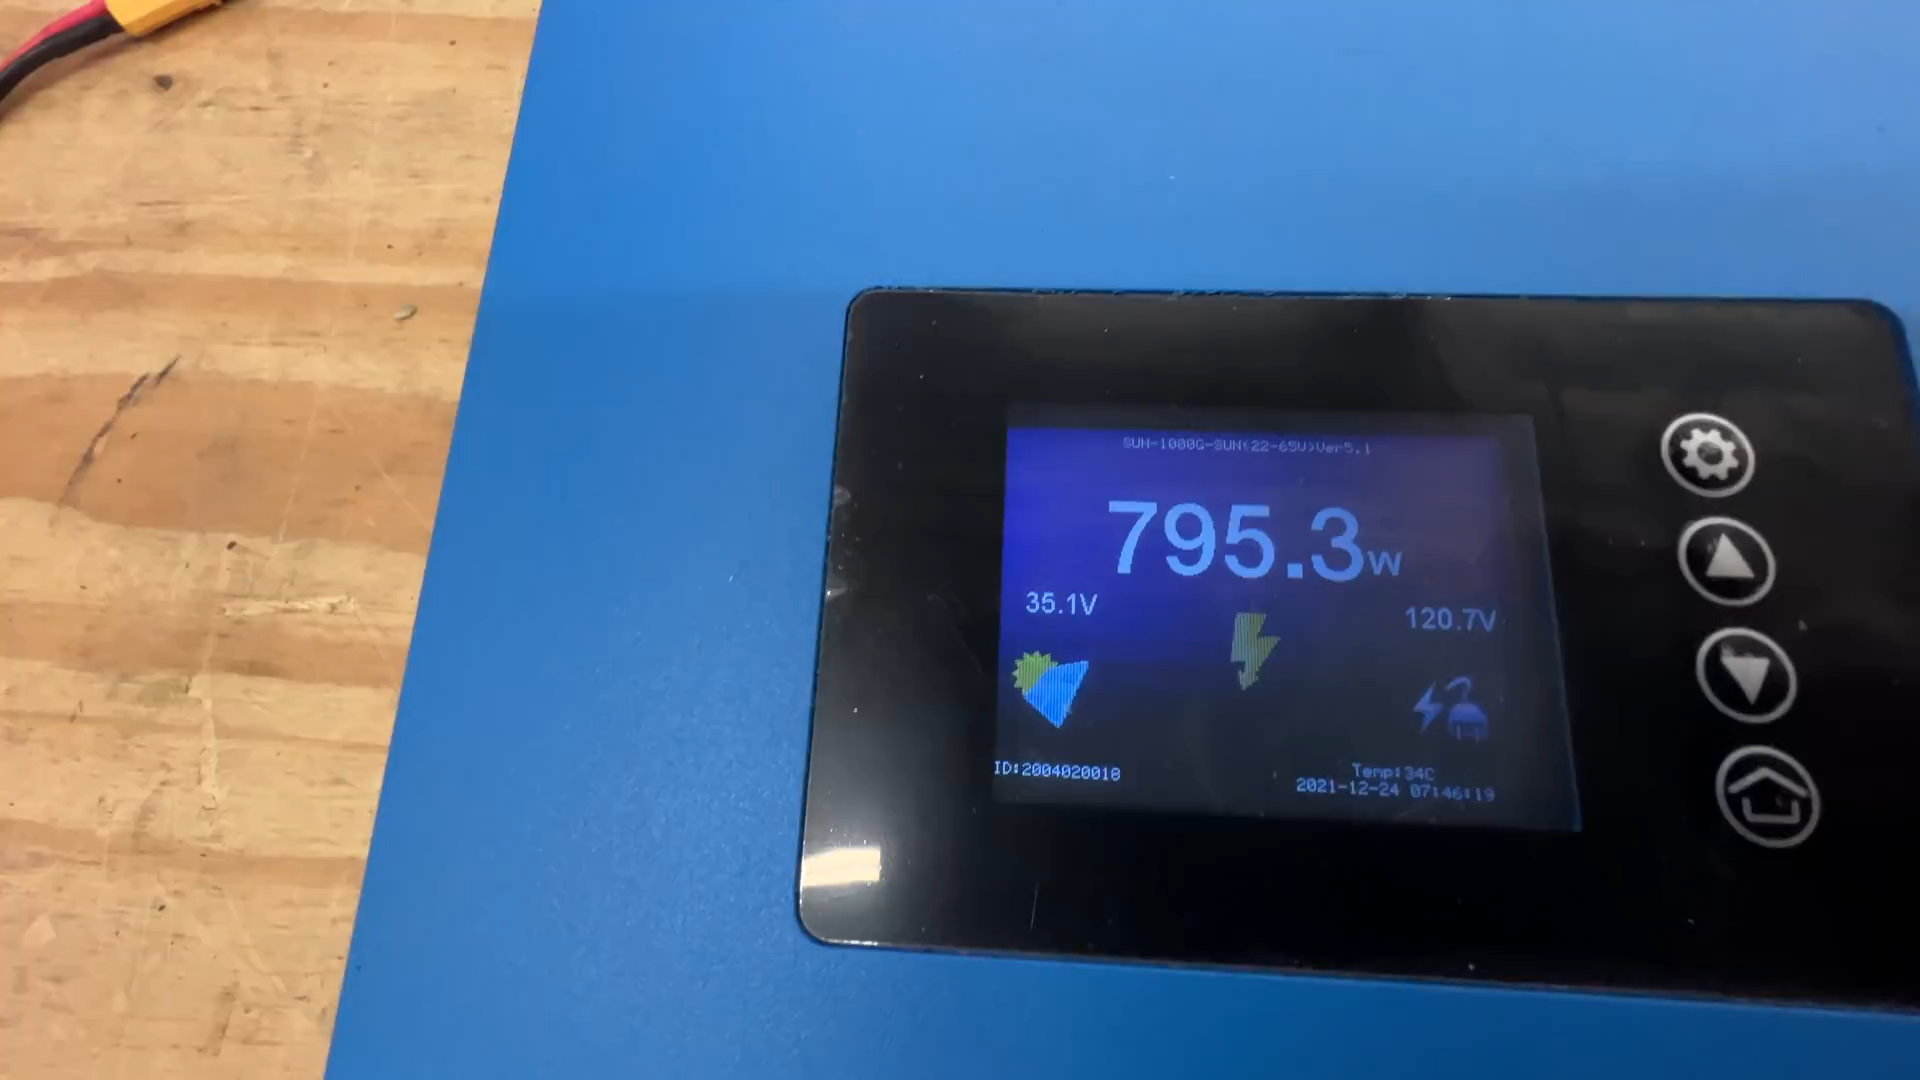 SUN-1000G-SUN(22-65V)Ver5.1
795.3W
35.1V
120.7V
ID:2004020018
Temp:34C
2021-12-24 07:46:19